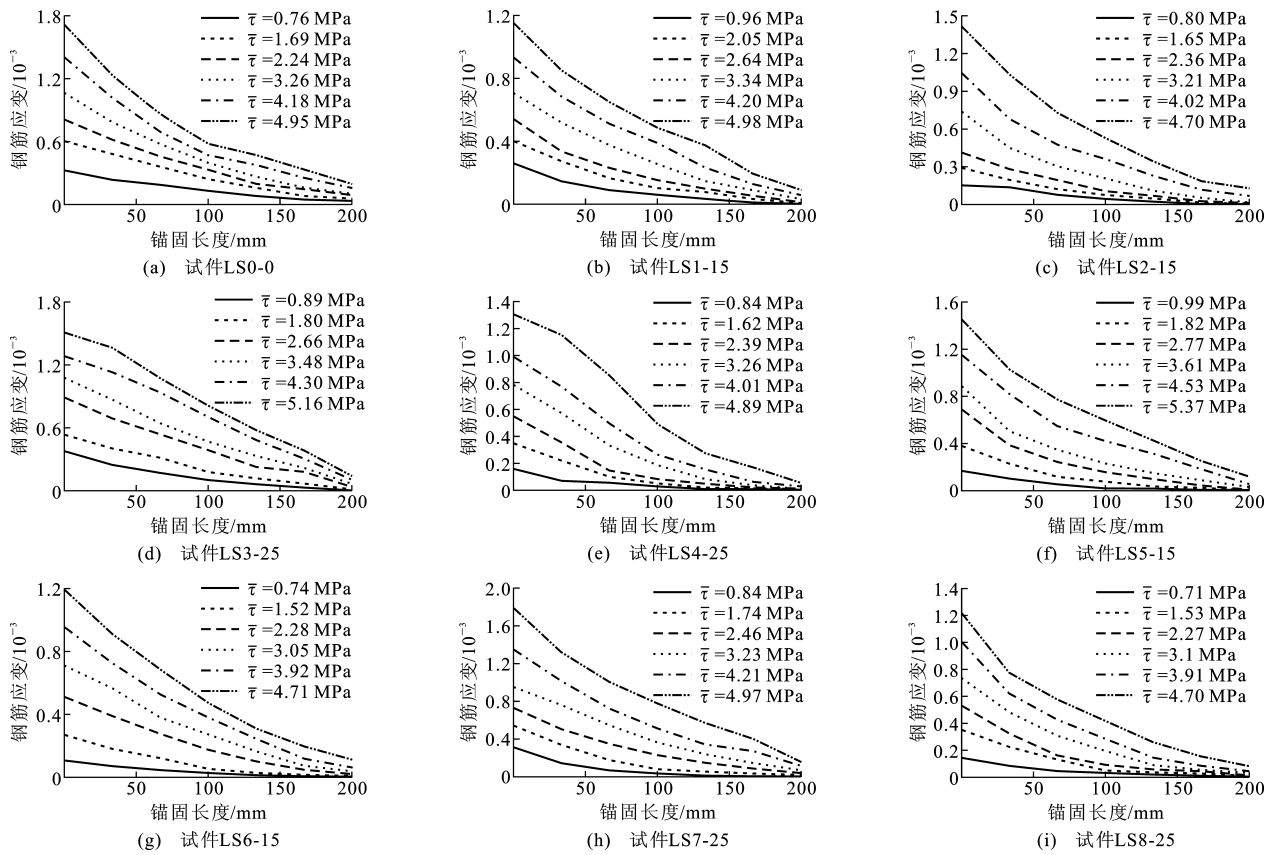 1.8
1.2
0.6
0
钢筋应变/10⁻³
50
100
150
200
锚固长度/mm
τ̄=0.76 MPa
τ̄=1.69 MPa
τ̄=2.24 MPa
τ̄=3.26 MPa
τ̄=4.18 MPa
τ̄=4.95 MPa
(a) 试件LS0-0
1.2
0.8
0.4
0
钢筋应变/10⁻³
50
100
150
200
锚固长度/mm
τ̄=0.96 MPa
τ̄=2.05 MPa
τ̄=2.64 MPa
τ̄=3.34 MPa
τ̄=4.20 MPa
τ̄=4.98 MPa
(b) 试件LS1-15
1.5
1.2
0.9
0.6
0.3
0
钢筋应变/10⁻³
50
100
150
200
锚固长度/mm
τ̄=0.80 MPa
τ̄=1.65 MPa
τ̄=2.36 MPa
τ̄=3.21 MPa
τ̄=4.02 MPa
τ̄=4.70 MPa
(c) 试件LS2-15
1.8
1.2
0.6
0
钢筋应变/10⁻³
50
100
150
200
锚固长度/mm
τ̄=0.89 MPa
τ̄=1.80 MPa
τ̄=2.66 MPa
τ̄=3.48 MPa
τ̄=4.30 MPa
τ̄=5.16 MPa
(d) 试件LS3-25
1.4
1.2
1.0
0.8
0.6
0.4
0.2
0
钢筋应变/10⁻³
50
100
150
200
锚固长度/mm
τ̄=0.84 MPa
τ̄=1.62 MPa
τ̄=2.39 MPa
τ̄=3.26 MPa
τ̄=4.01 MPa
τ̄=4.89 MPa
(e) 试件LS4-25
1.6
1.2
0.8
0.4
0
钢筋应变/10⁻³
50
100
150
200
锚固长度/mm
τ̄=0.99 MPa
τ̄=1.82 MPa
τ̄=2.77 MPa
τ̄=3.61 MPa
τ̄=4.53 MPa
τ̄=5.37 MPa
(f) 试件LS5-15
1.2
0.8
0.4
0
钢筋应变/10⁻³
50
100
150
200
锚固长度/mm
τ̄=0.74 MPa
τ̄=1.52 MPa
τ̄=2.28 MPa
τ̄=3.05 MPa
τ̄=3.92 MPa
τ̄=4.71 MPa
(g) 试件LS6-15
2.0
1.6
1.2
0.8
0.4
0
钢筋应变/10⁻³
50
100
150
200
锚固长度/mm
τ̄=0.84 MPa
τ̄=1.74 MPa
τ̄=2.46 MPa
τ̄=3.23 MPa
τ̄=4.21 MPa
τ̄=4.97 MPa
(h) 试件LS7-25
1.4
1.2
1.0
0.8
0.6
0.4
0.2
0
钢筋应变/10⁻³
50
100
150
200
锚固长度/mm
τ̄=0.71 MPa
τ̄=1.53 MPa
τ̄=2.27 MPa
τ̄=3.1 MPa
τ̄=3.91 MPa
τ̄=4.70 MPa
(i) 试件LS8-25